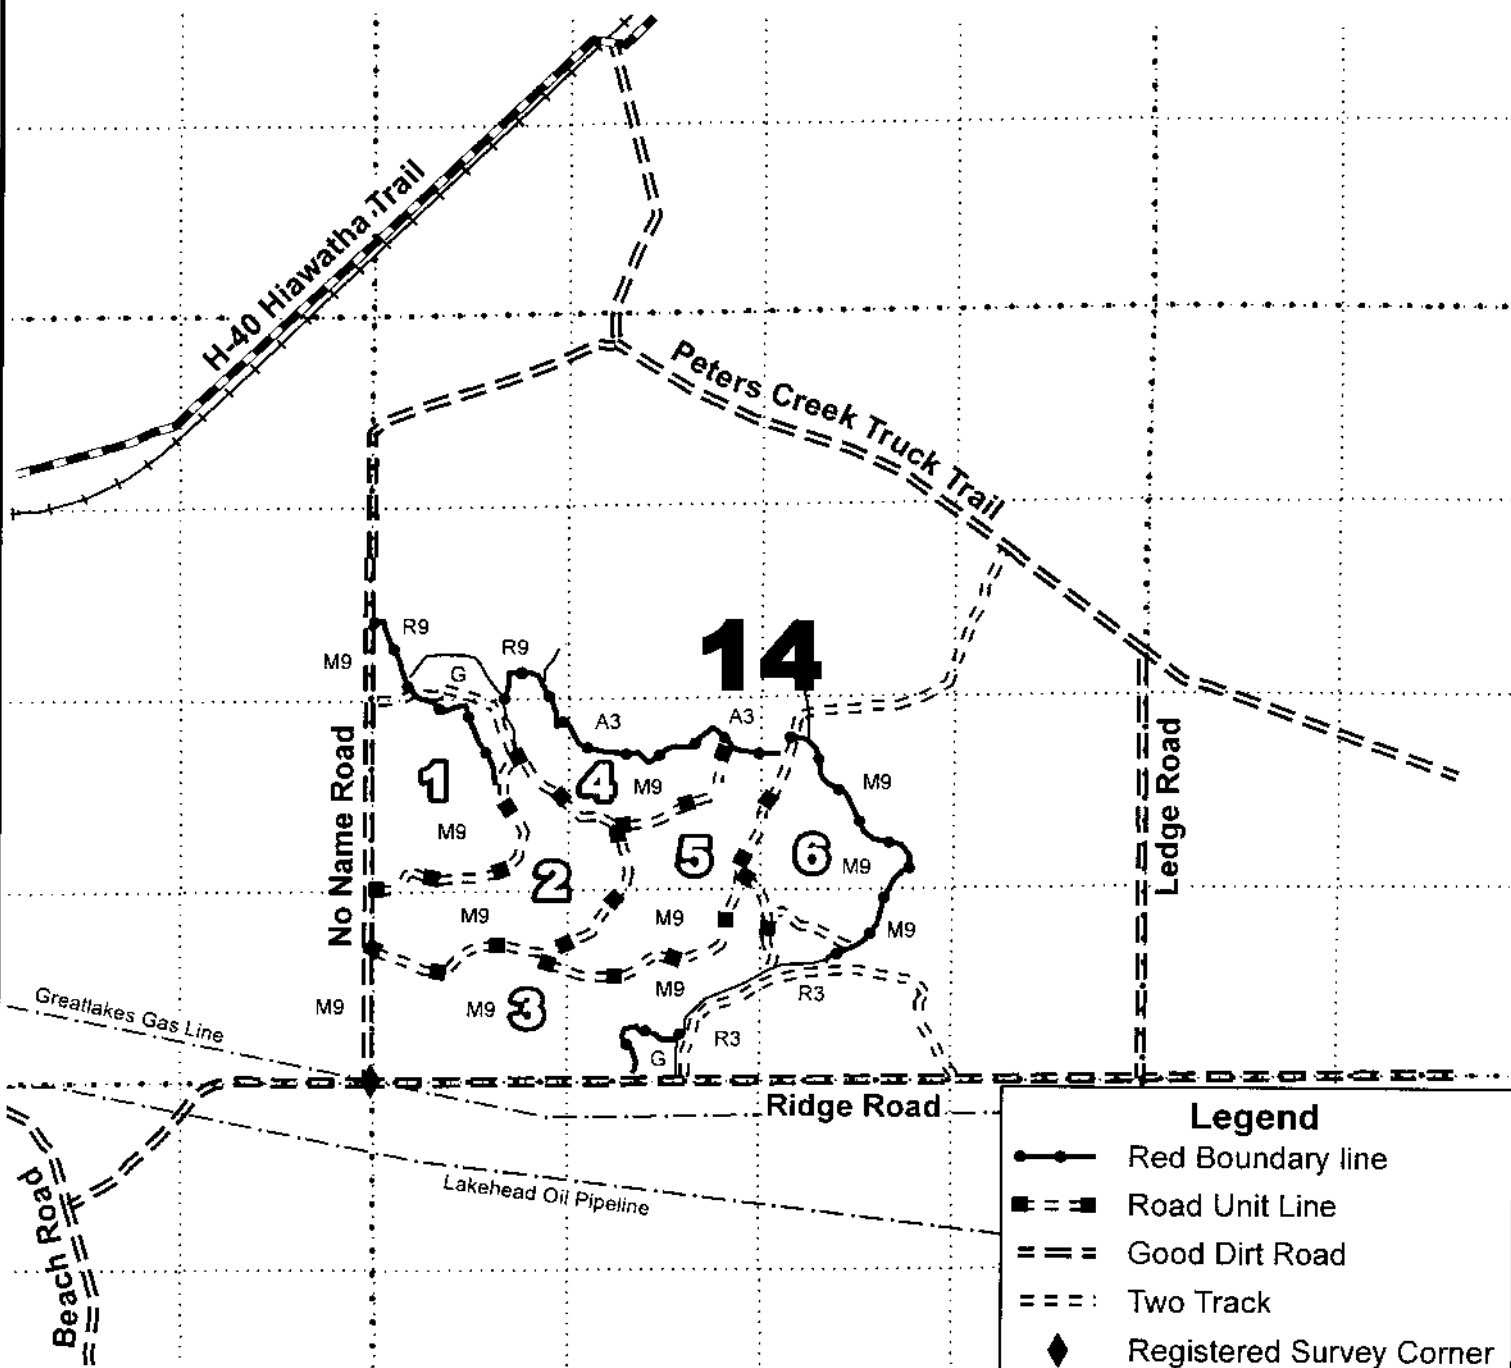 H-40 Hiawatha Trail
Peters Creek Truck Trail
R9
M9
R9
G
14
A3
A3
No Name Road
1
4
M9
M9
Ledge Road
M9
5
6
M9
2
M9
M9
M9
M9
M9
3
M9
R3
Greatlakes Gas Line
R3
G
Ridge Road
Lakehead Oil Pipeline
Beach Road
Legend
Red Boundary line
Road Unit Line
Good Dirt Road
Two Track
Registered Survey Corner